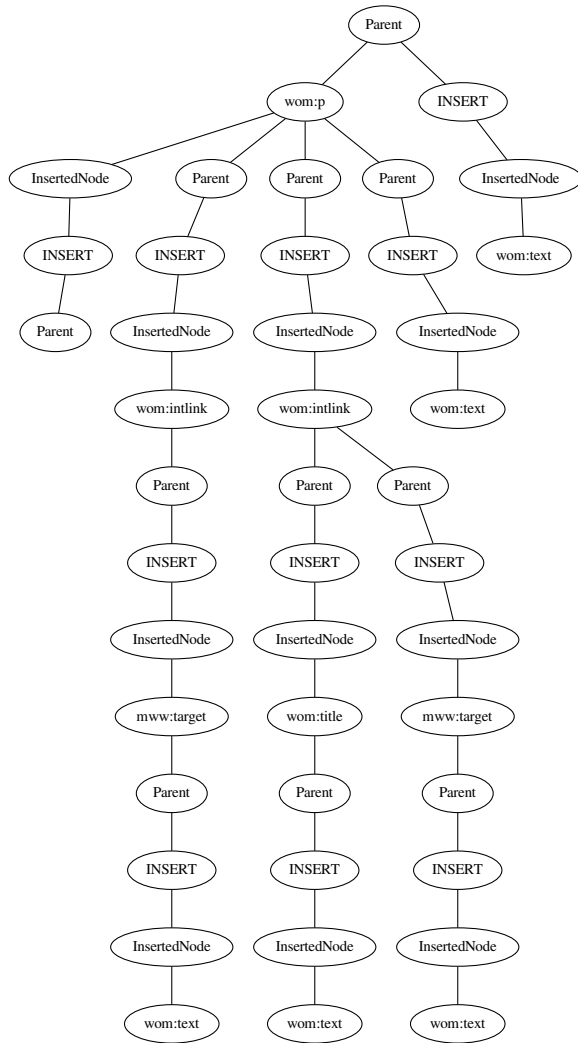 Parent
wom:p INSERT
InsertedNode Parent Parent Parent InsertedNode
INSERT INSERT INSERT INSERT wom:text
Parent InsertedNode InsertedNode InsertedNode
wom:intlink wom:intlink wom:text
Parent Parent Parent
INSERT INSERT INSERT
InsertedNode InsertedNode InsertedNode
mww:target wom:title mww:target
Parent Parent Parent
INSERT INSERT INSERT
InsertedNode InsertedNode InsertedNode
wom:text wom:text wom:text